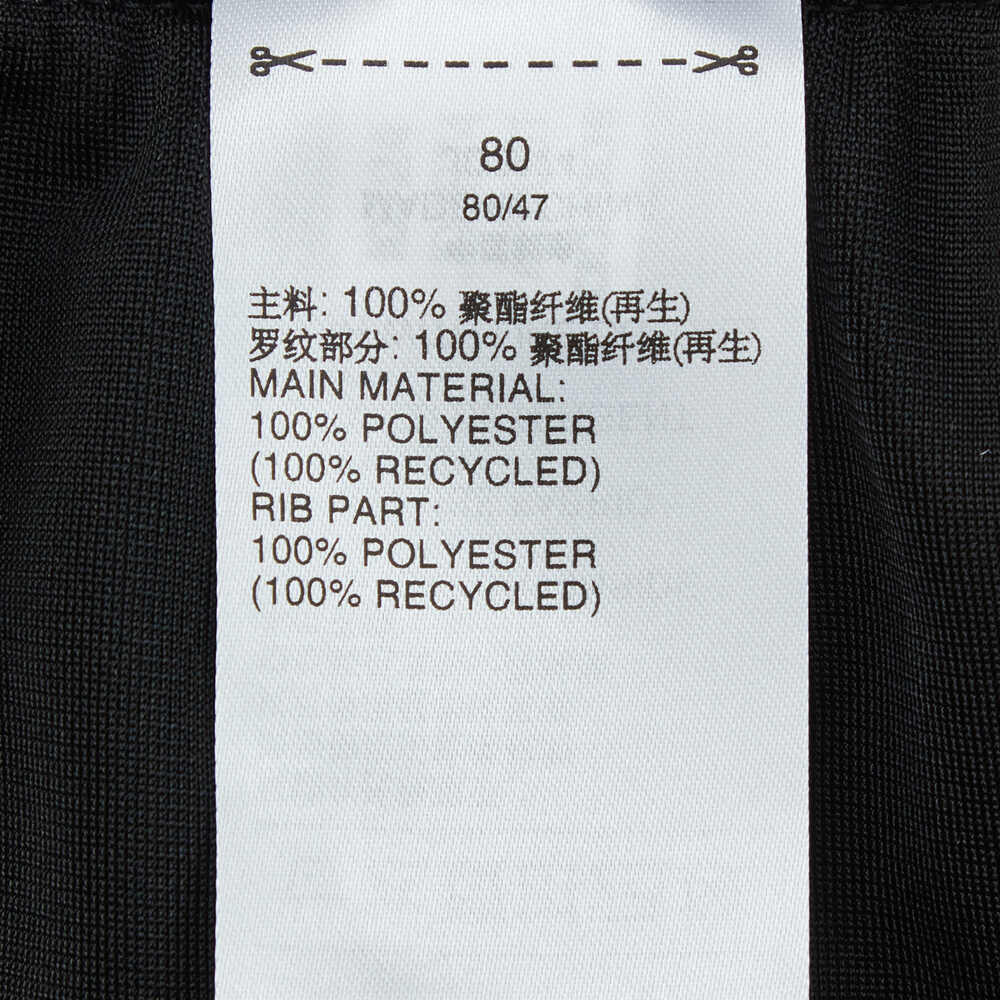 80
80/47
主料: 100% 聚酯纤维(再生)
罗纹部分: 100% 聚酯纤维(再生)
MAIN MATERIAL:
100% POLYESTER
(100% RECYCLED)
RIB PART:
100% POLYESTER
(100% RECYCLED)